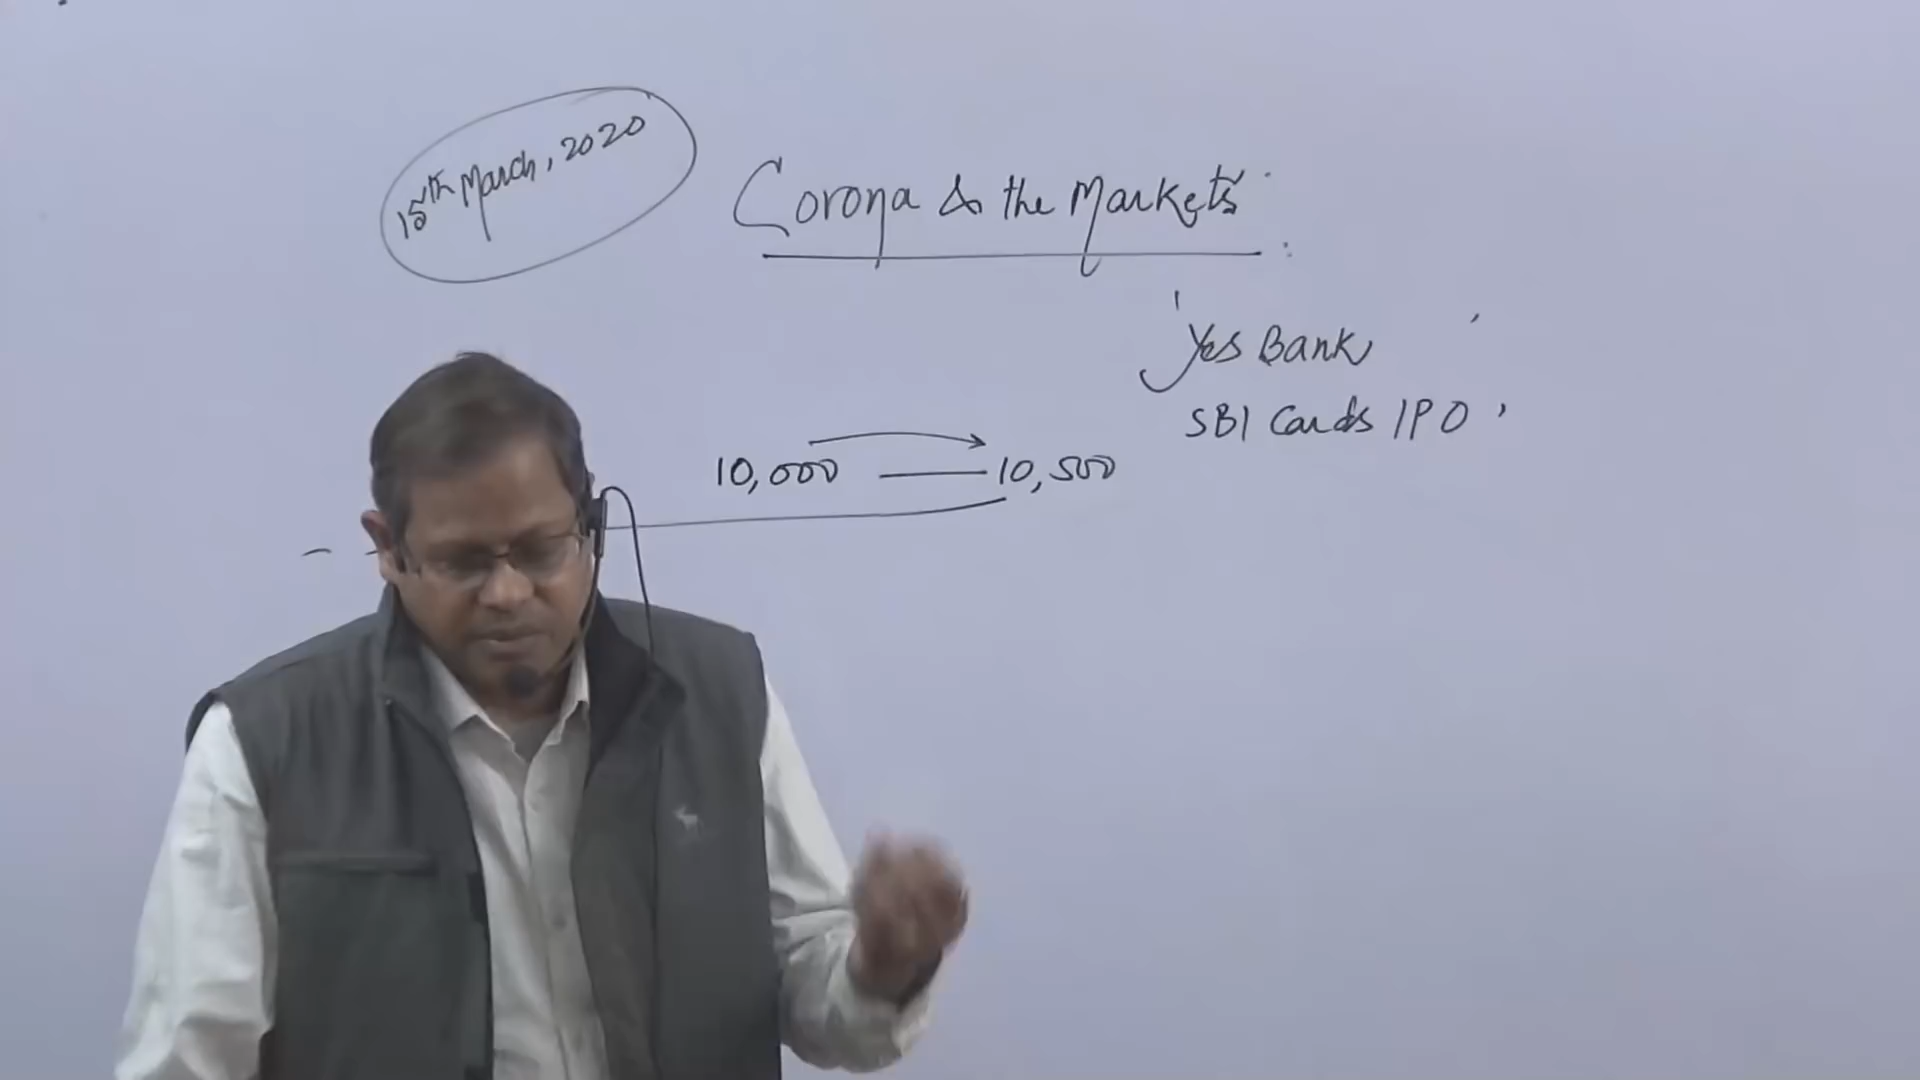 15th March, 2020
Corona & the Markets
Yes Bank
SBI Cards IPO
10,000 — 10,500